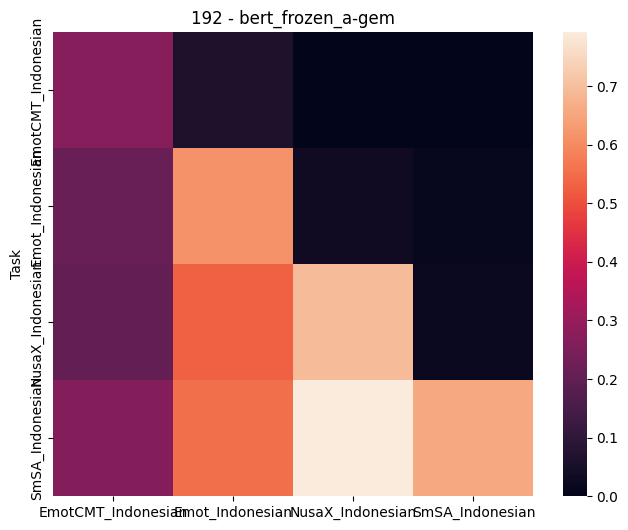 192 - bert_frozen_a-gem
Task
EmotCMT_Indonesian
Emot_Indonesian
NusaX_Indonesian
SmSA_Indonesian
EmotCMT_Indonesian Emot_Indonesian NusaX_Indonesian SmSA_Indonesian
0.7
0.6
0.5
0.4
0.3
0.2
0.1
0.0